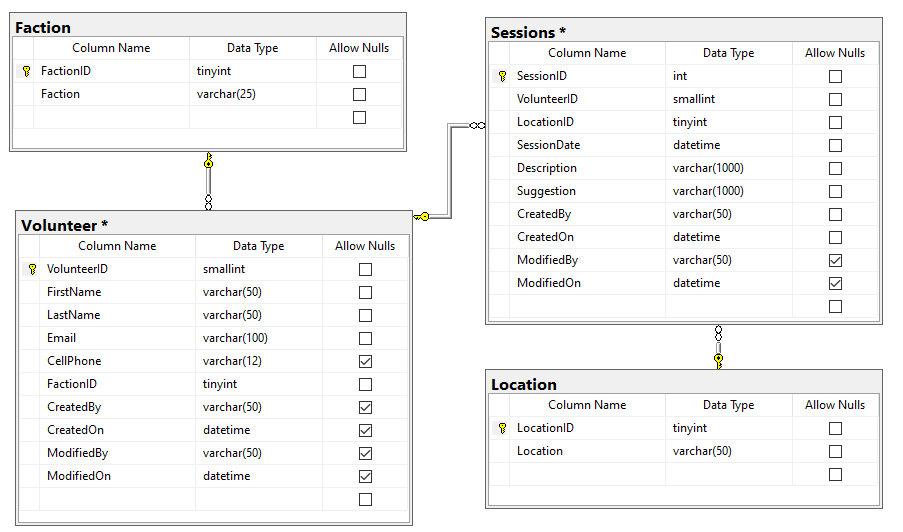 Faction
Column Name Data Type Allow Nulls
FactionID tinyint
Faction varchar(25)
Sessions *
Column Name Data Type Allow Nulls
SessionID int
VolunteerID smallint
LocationID tinyint
SessionDate datetime
Description varchar(1000)
Suggestion varchar(1000)
CreatedBy varchar(50)
CreatedOn datetime
ModifiedBy varchar(50)
ModifiedOn datetime
Volunteer *
Column Name Data Type Allow Nulls
VolunteerID smallint
FirstName varchar(50)
LastName varchar(50)
Email varchar(100)
CellPhone varchar(12)
FactionID tinyint
CreatedBy varchar(50)
CreatedOn datetime
ModifiedBy varchar(50)
ModifiedOn datetime
Location
Column Name Data Type Allow Nulls
LocationID tinyint
Location varchar(50)